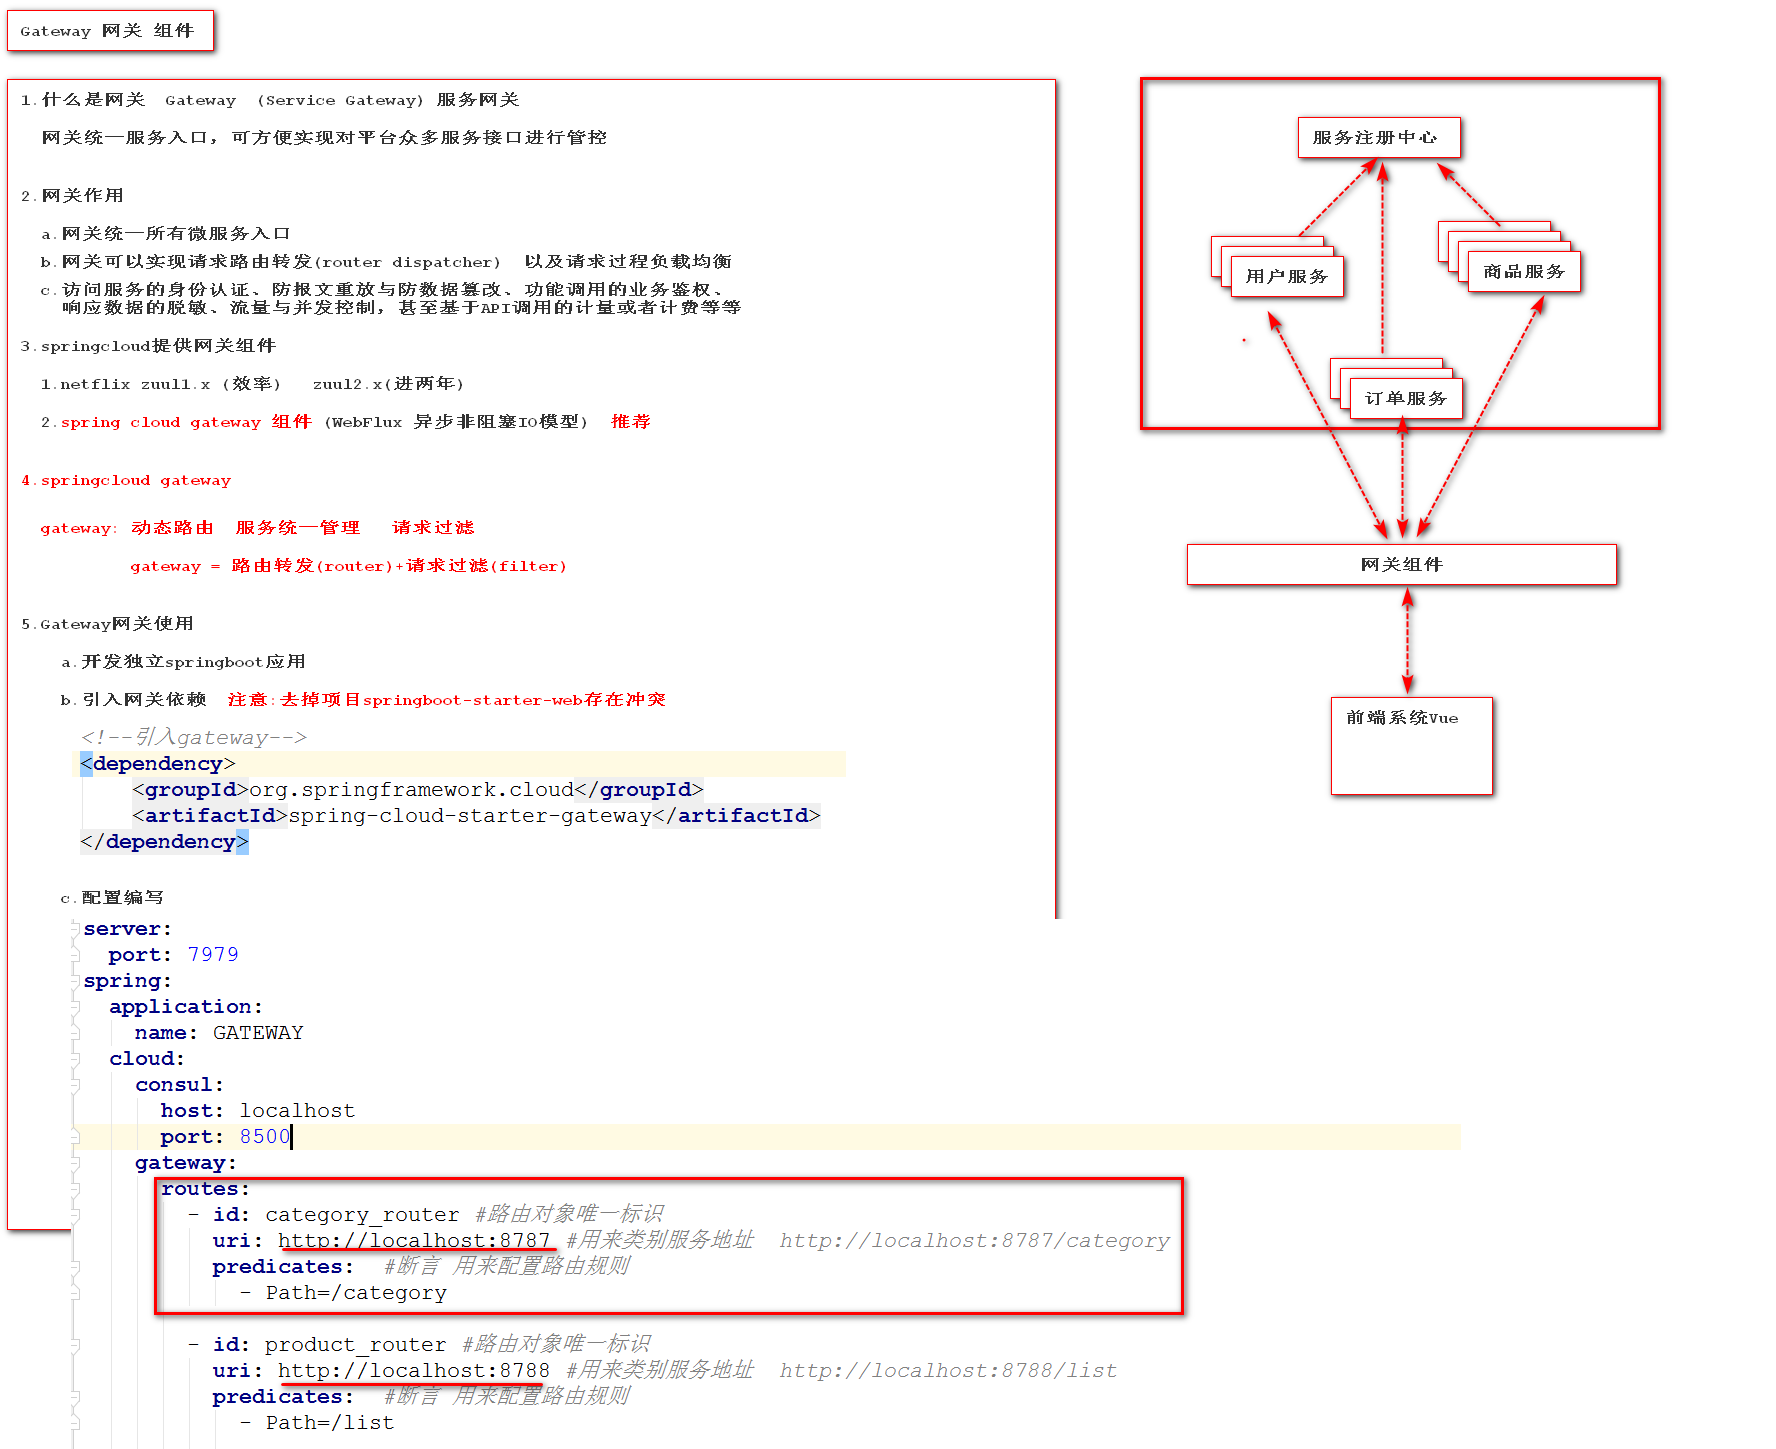 Gateway 网关 组件
1.什么是网关  Gateway  (Service Gateway) 服务网关
网关统一服务入口，可方便实现对平台众多服务接口进行管控
2.网关作用
a.网关统一所有微服务入口
b.网关可以实现请求路由转发(router dispatcher)  以及请求过程负载均衡
c.访问服务的身份认证、防报文重放与防数据篡改、功能调用的业务鉴权、
响应数据的脱敏、流量与并发控制，甚至基于API调用的计量或者计费等等
3.springcloud提供网关组件
1.netflix zuul1.x (效率)   zuul2.x(进两年)
2.spring cloud gateway 组件 (WebFlux 异步非阻塞IO模型)  推荐
4.springcloud gateway
gateway: 动态路由  服务统一管理   请求过滤
gateway = 路由转发(router)+请求过滤(filter)
5.Gateway网关使用
a.开发独立springboot应用
b.引入网关依赖  注意:去掉项目springboot-starter-web存在冲突
<!--引入gateway-->
<dependency>
<groupId>org.springframework.cloud</groupId>
<artifactId>spring-cloud-starter-gateway</artifactId>
</dependency>
c.配置编写
server:
port: 7979
spring:
application:
name: GATEWAY
cloud:
consul:
host: localhost
port: 8500
gateway:
routes:
- id: category_router #路由对象唯一标识
uri: http://localhost:8787 #用来类别服务地址  http://localhost:8787/category
predicates:  #断言 用来配置路由规则
- Path=/category
- id: product_router #路由对象唯一标识
uri: http://localhost:8788 #用来类别服务地址  http://localhost:8788/list
predicates:  #断言 用来配置路由规则
- Path=/list
服务注册中心
用户服务
商品服务
订单服务
网关组件
前端系统Vue